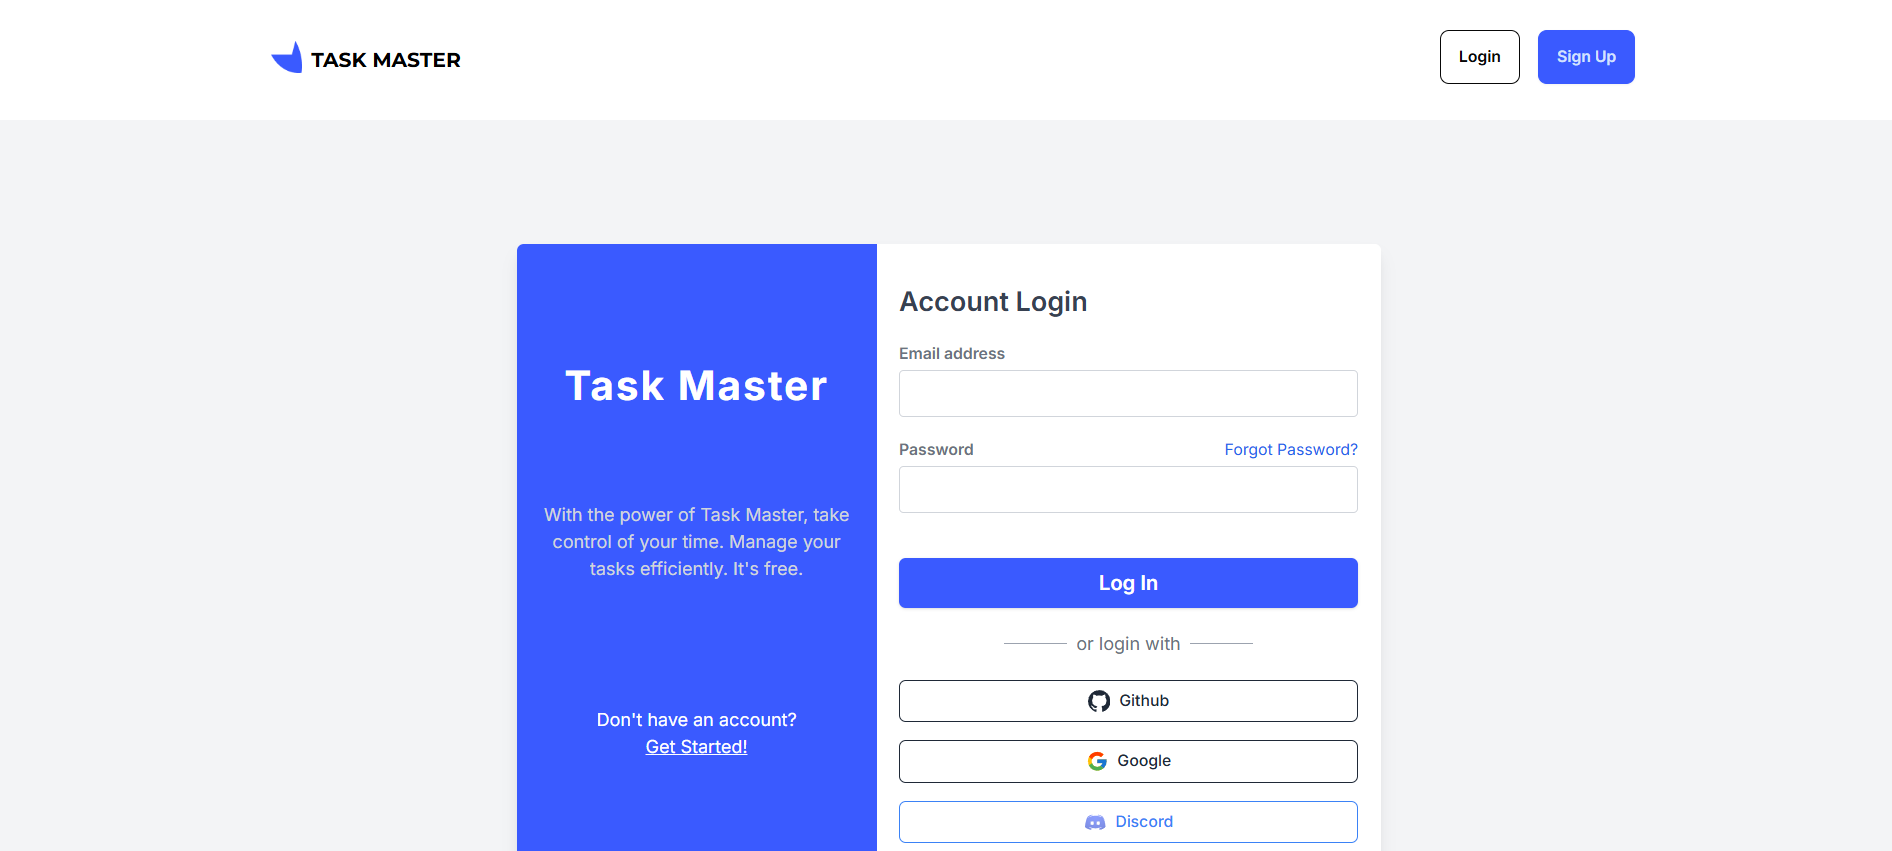 TASK MASTER
Login
Sign Up
Task Master
With the power of Task Master, take
control of your time. Manage your
tasks efficiently. It's free.
Don't have an account?
Get Started!
Account Login
Email address
Password
Forgot Password?
Log In
or login with
Github
Google
Discord